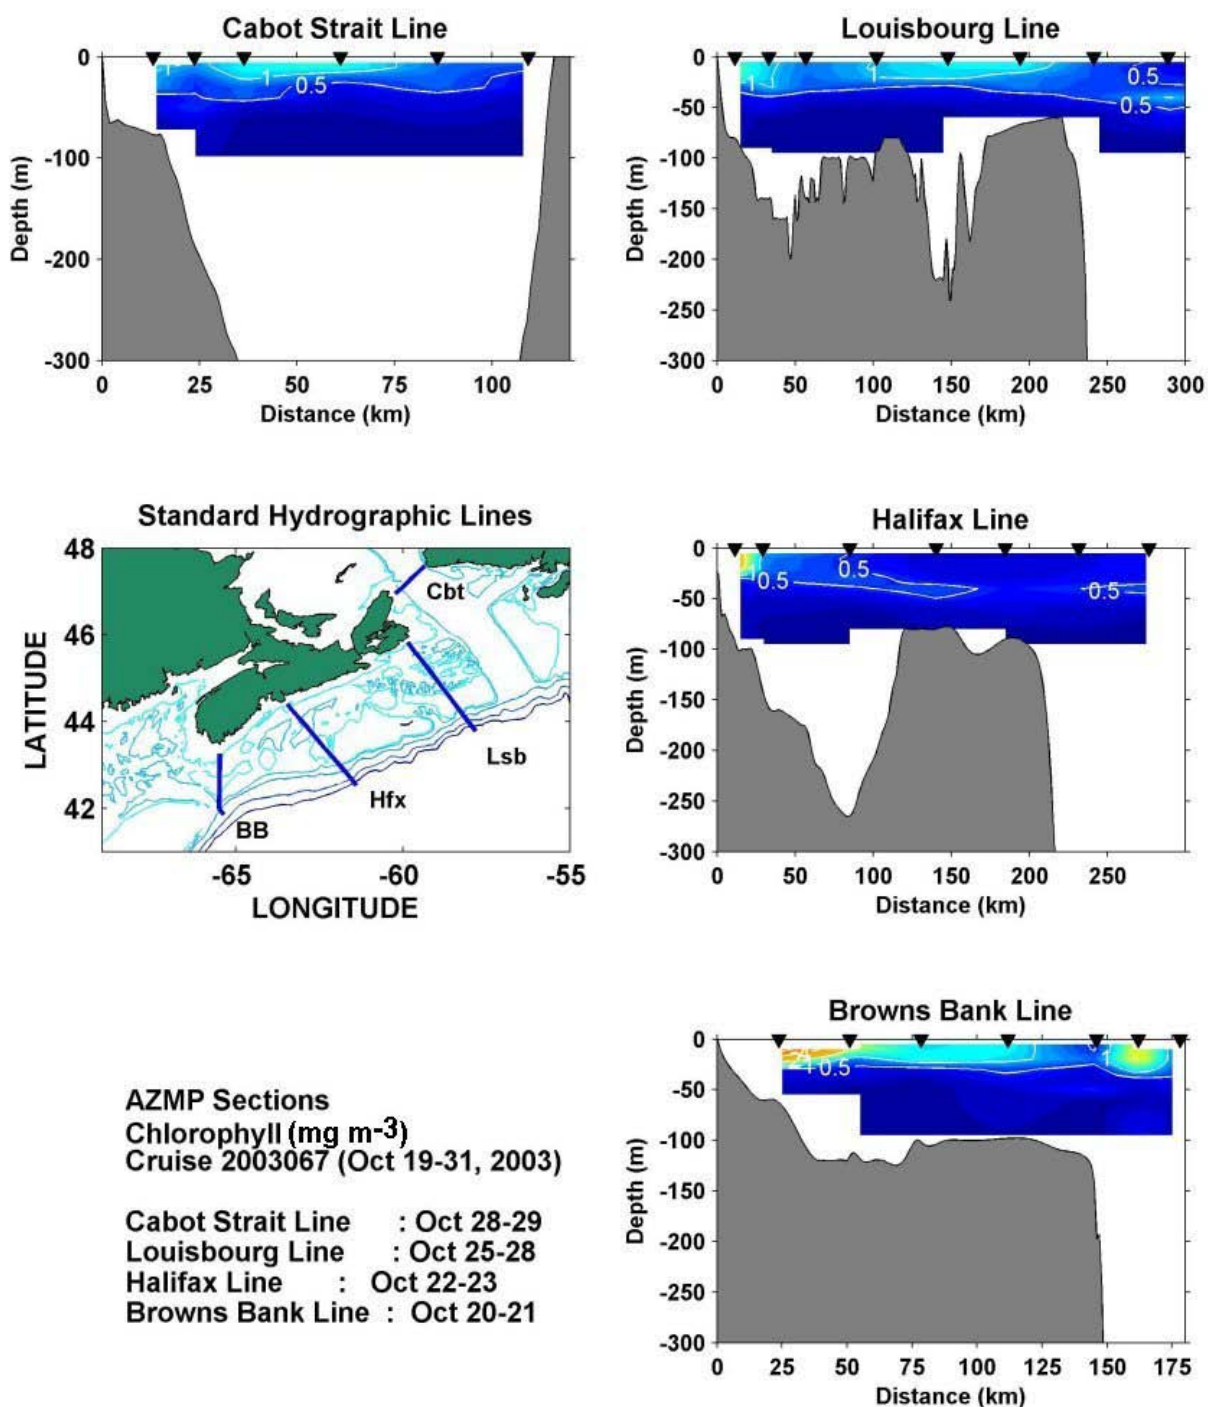 Cabot Strait Line
0
-100
-200
-300
Depth (m)
1
1
0.5
0 25 50 75 100
Distance (km)
Louisbourg Line
0
-50
-100
-150
-200
-250
-300
Depth (m)
1
1
0.5
0.5
0 50 100 150 200 250 300
Distance (km)
Standard Hydrographic Lines
48
46
44
42
LATITUDE
Cbt
Lsb
Hfx
BB
-65 -60 -55
LONGITUDE
Halifax Line
0
-50
-100
-150
-200
-250
-300
Depth (m)
1
0.5
0.5
0.5
0 50 100 150 200 250
Distance (km)
AZMP Sections
Chlorophyll (mg m-3)
Cruise 2003067 (Oct 19-31, 2003)
Cabot Strait Line : Oct 28-29
Louisbourg Line : Oct 25-28
Halifax Line : Oct 22-23
Browns Bank Line : Oct 20-21
Browns Bank Line
0
-50
-100
-150
-200
-250
-300
Depth (m)
0.5
1
0 25 50 75 100 125 150 175
Distance (km)